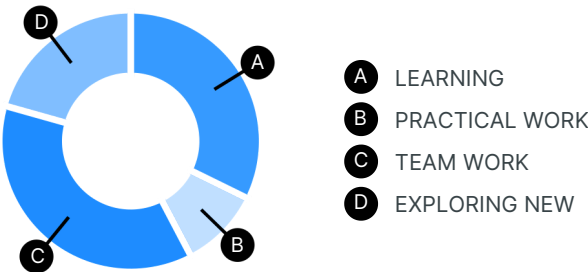 D
A
B
C
A LEARNING
B PRACTICAL WORK
C TEAM WORK
D EXPLORING NEW